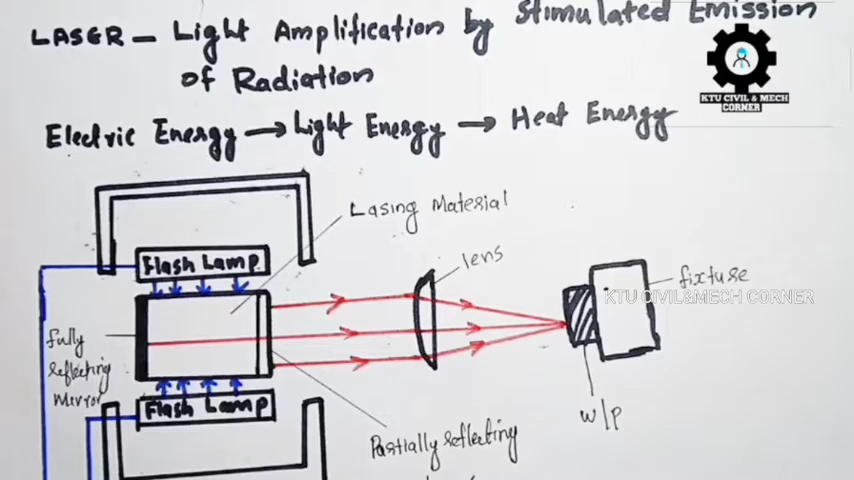 LASER – Light Amplification by Stimulated Emission
of Radiation
KTU CIVIL & MECH
CORNER
Electric Energy → Light Energy → Heat Energy
Lasing Material
Flash Lamp
lens
fixture
KTU CIVIL&MECH CORNER
fully
reflecting
Mirror
Flash Lamp
w/p
Partially reflecting